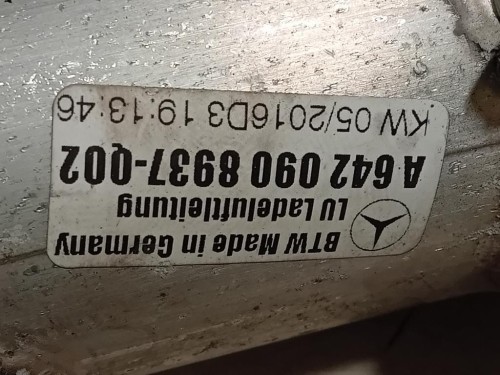 BTW Made in Germany
LU Ladeluftleitung
A 642 090 8937-Q02
KW 05/2016D3 19:13:46